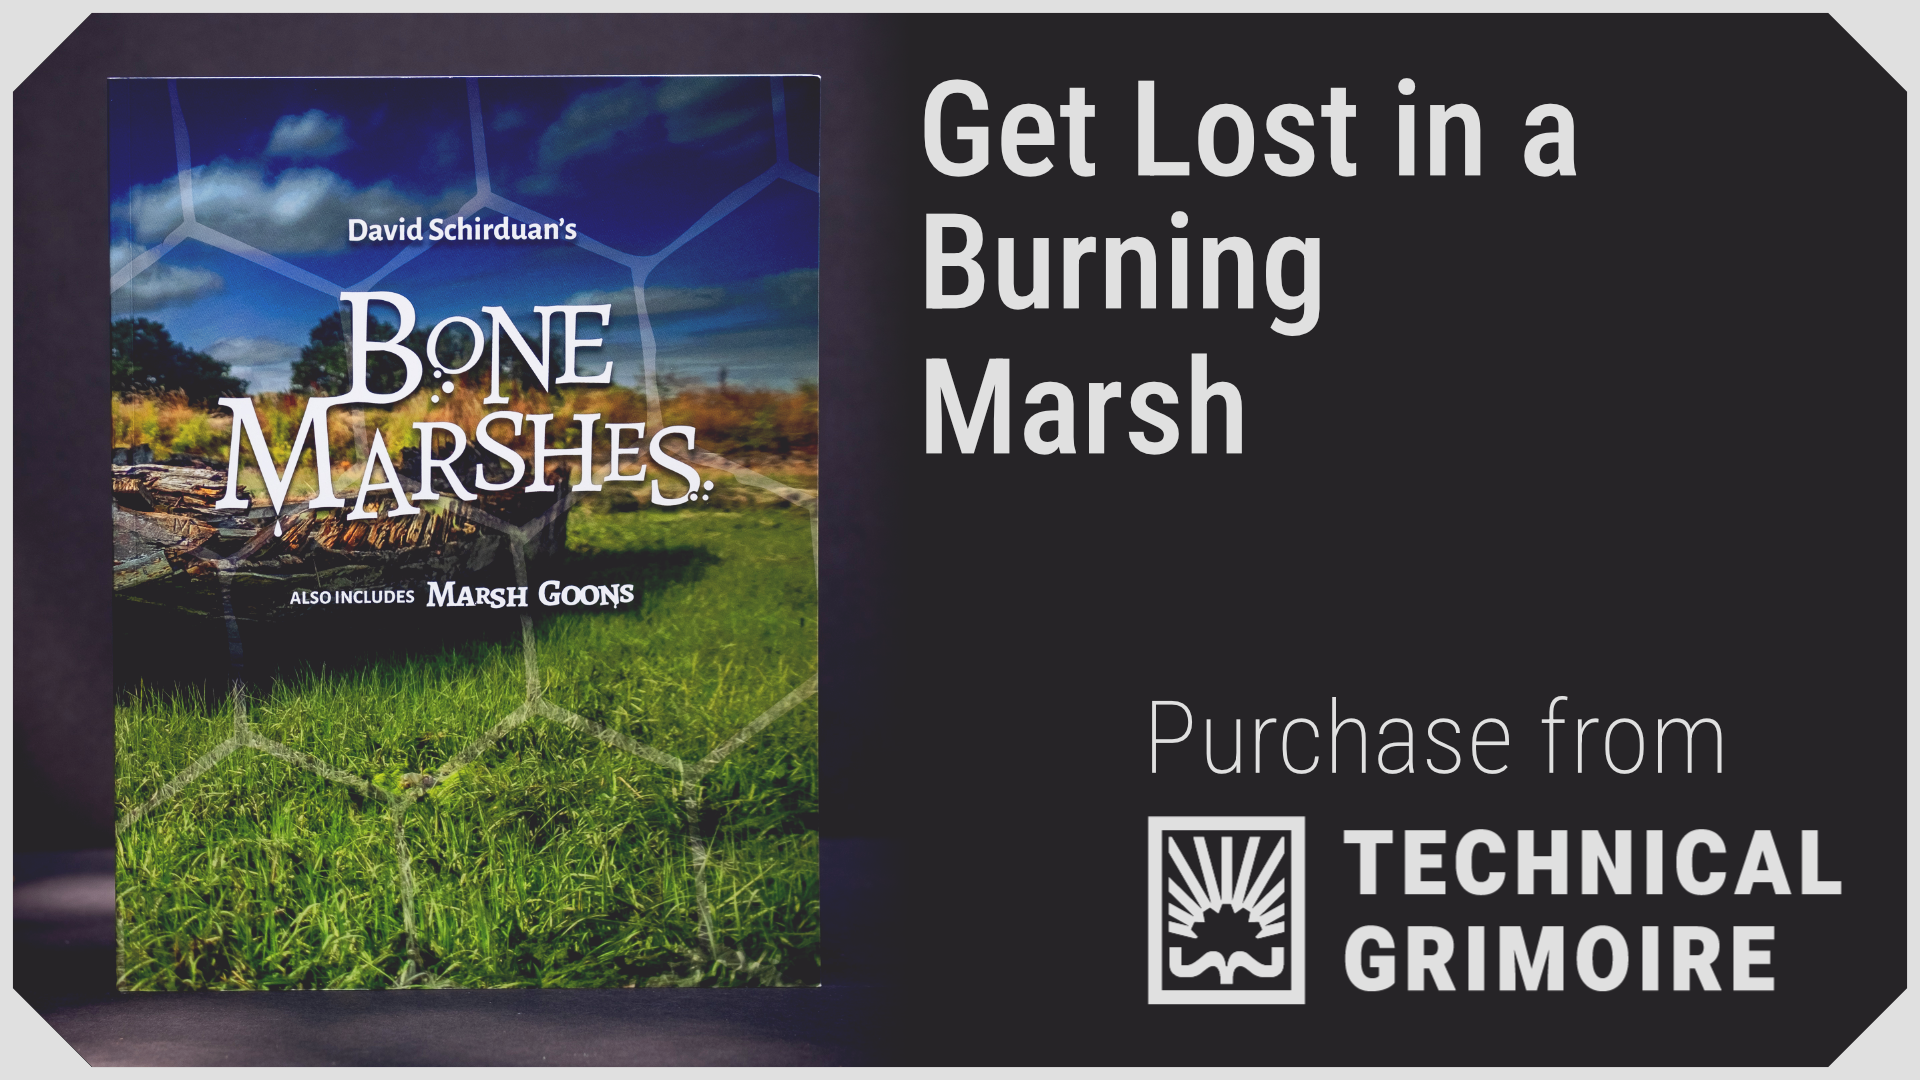 David Schirduan's
BONE
MARSHES
ALSO INCLUDES MARSH GOONS
Get Lost in a
Burning
Marsh
Purchase from
TECHNICAL
GRIMOIRE